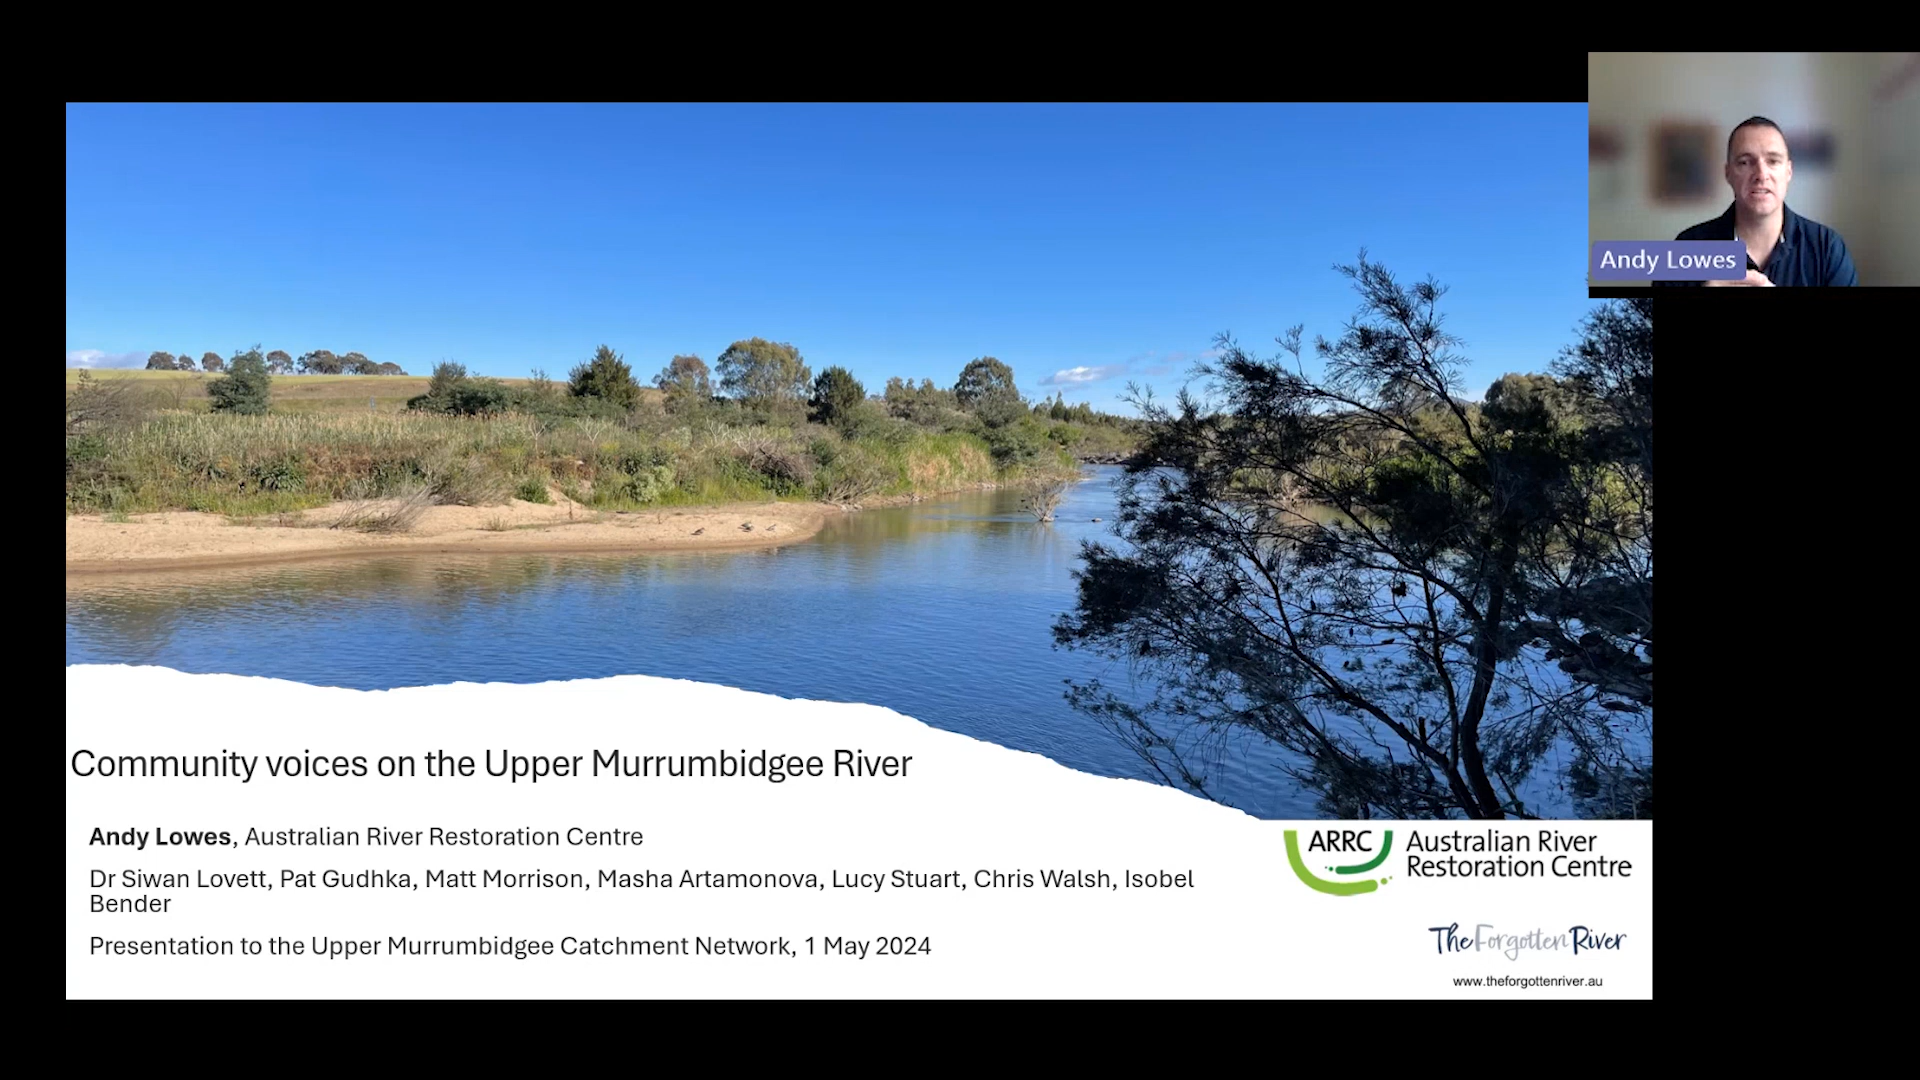 Andy Lowes
Community voices on the Upper Murrumbidgee River
Andy Lowes, Australian River Restoration Centre
Dr Siwan Lovett, Pat Gudhka, Matt Morrison, Masha Artamonova, Lucy Stuart, Chris Walsh, Isobel
Bender
Presentation to the Upper Murrumbidgee Catchment Network, 1 May 2024
ARRC
Australian River
Restoration Centre
The Forgotten River
www.theforgottenriver.au